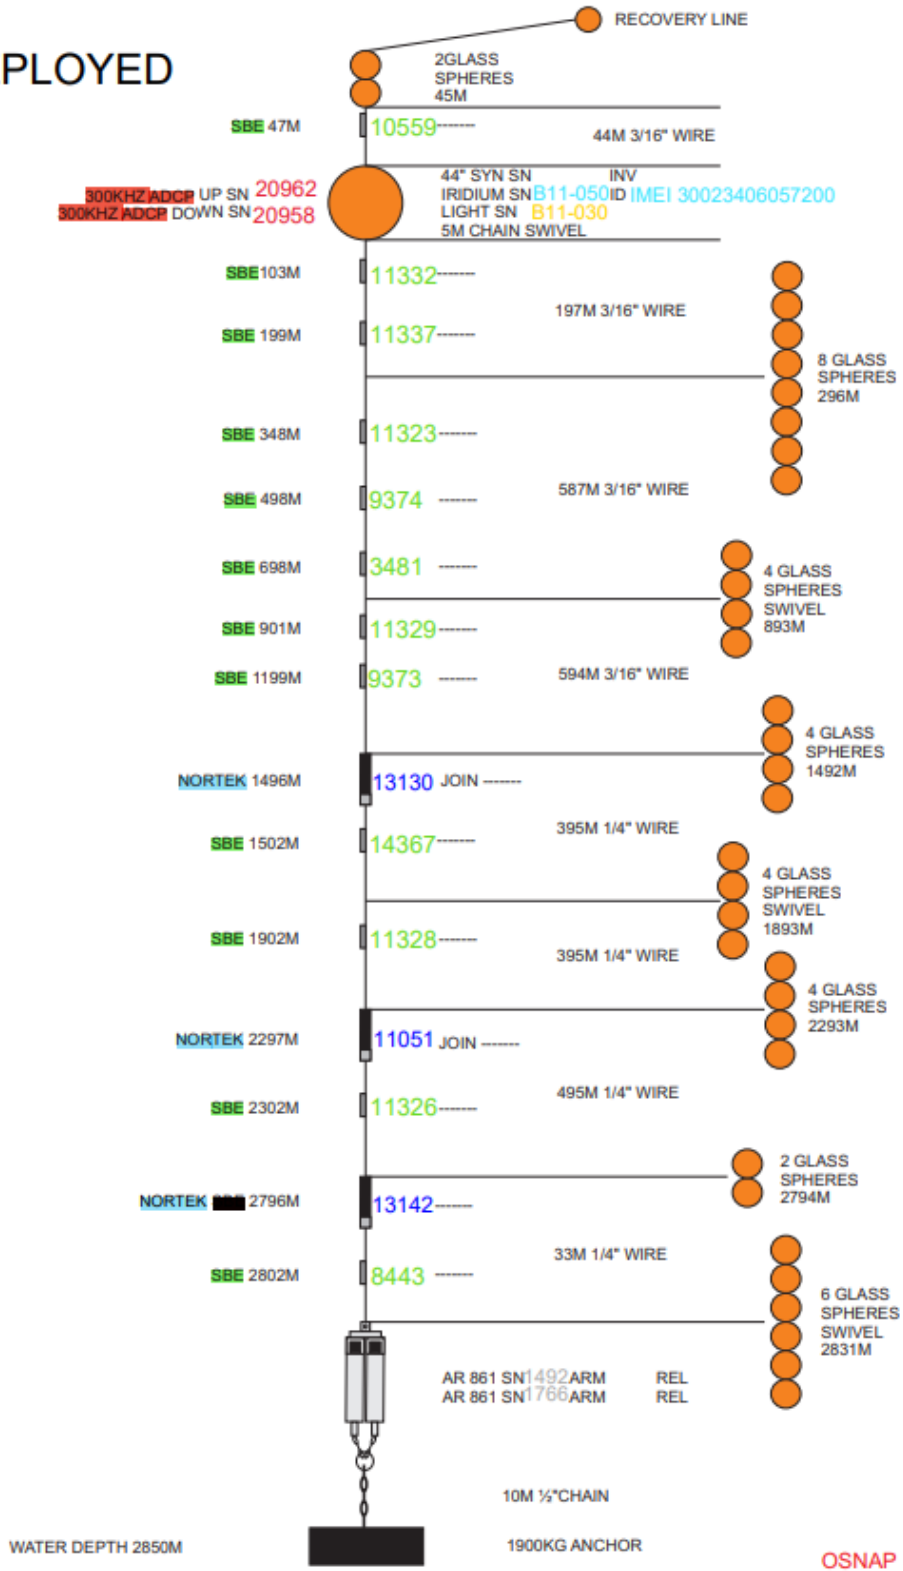 RECOVERY LINE
PLOYED
2GLASS
SPHERES
45M
SBE 47M
10559-------
44M 3/16" WIRE
300KHZ ADCP UP SN 20962
300KHZ ADCP DOWN SN 20958
44" SYN SN INV
IRIDIUM SN B11-050 ID IMEI 30023406057200
LIGHT SN B11-030
5M CHAIN SWIVEL
SBE103M
11332-------
197M 3/16" WIRE
SBE 199M
11337-------
8 GLASS
SPHERES
296M
SBE 348M
11323-------
587M 3/16" WIRE
SBE 498M
9374 -------
SBE 698M
3481 -------
4 GLASS
SPHERES
SWIVEL
893M
SBE 901M
11329-------
SBE 1199M
9373 -------
594M 3/16" WIRE
4 GLASS
SPHERES
1492M
NORTEK 1496M
13130 JOIN -------
395M 1/4" WIRE
SBE 1502M
14367-------
4 GLASS
SPHERES
SWIVEL
1893M
SBE 1902M
11328-------
395M 1/4" WIRE
4 GLASS
SPHERES
2293M
NORTEK 2297M
11051 JOIN -------
495M 1/4" WIRE
SBE 2302M
11326-------
2 GLASS
SPHERES
2794M
NORTEK 2796M
13142-------
33M 1/4" WIRE
SBE 2802M
8443 -------
6 GLASS
SPHERES
SWIVEL
2831M
AR 861 SN 1492 ARM REL
AR 861 SN 1766 ARM REL
10M ½"CHAIN
WATER DEPTH 2850M
1900KG ANCHOR
OSNAP